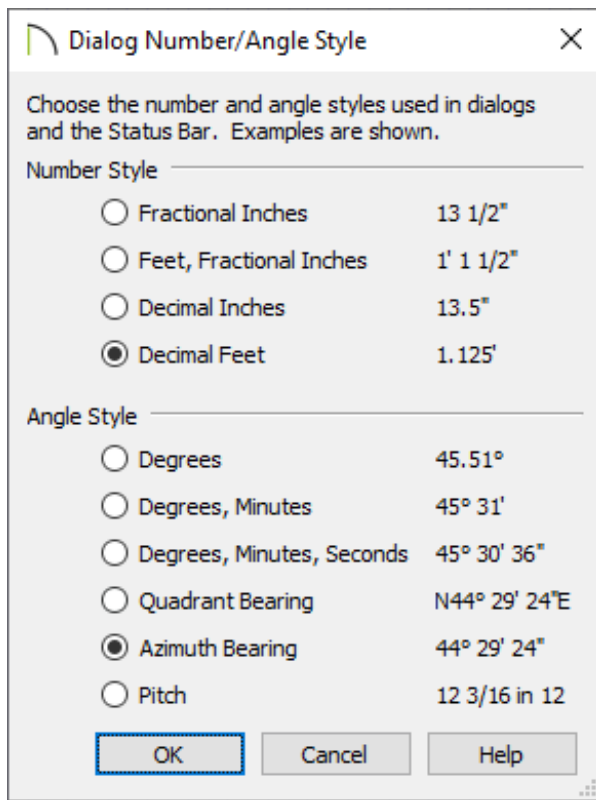 Dialog Number/Angle Style
Choose the number and angle styles used in dialogs
and the Status Bar.  Examples are shown.
Number Style
Fractional Inches 13 1/2"
Feet, Fractional Inches 1' 1 1/2"
Decimal Inches 13.5"
Decimal Feet 1.125'
Angle Style
Degrees 45.51°
Degrees, Minutes 45° 31'
Degrees, Minutes, Seconds 45° 30' 36"
Quadrant Bearing N44° 29' 24"E
Azimuth Bearing 44° 29' 24"
Pitch 12 3/16 in 12
OK Cancel Help